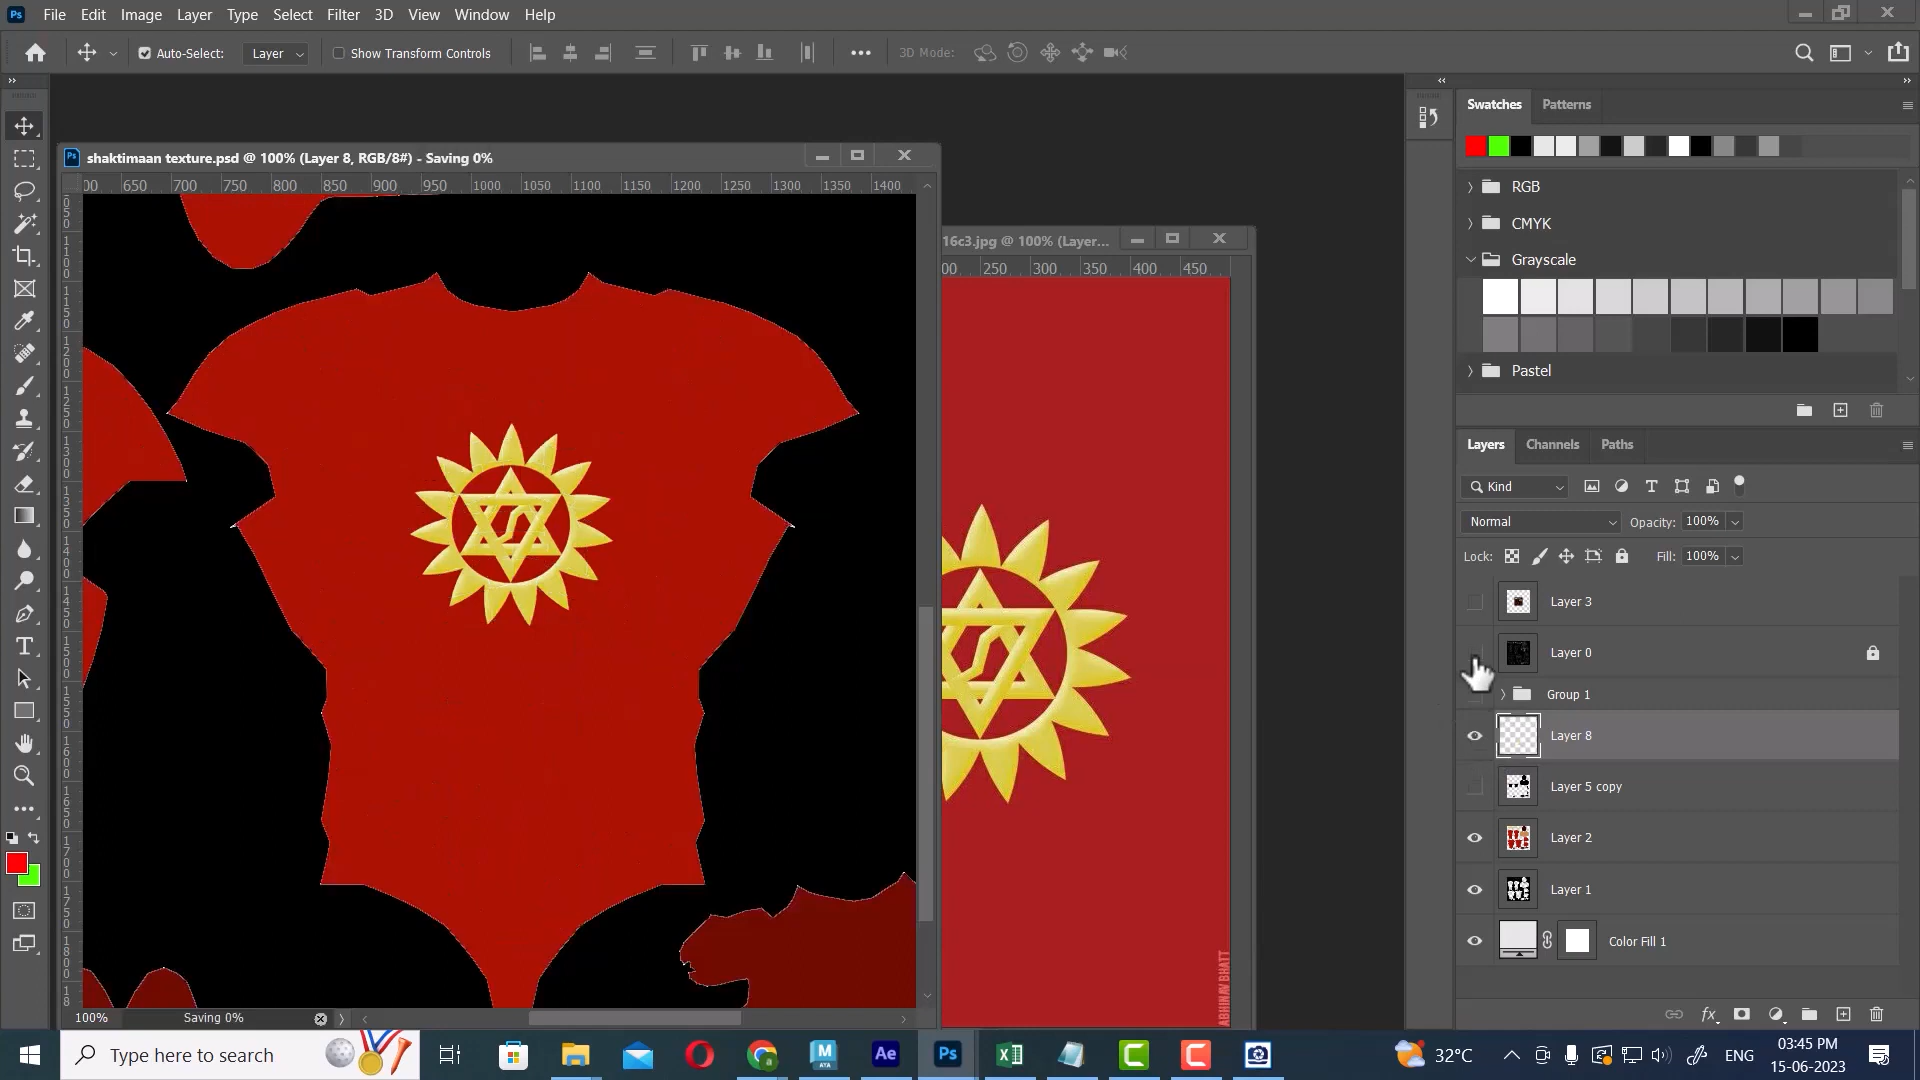 File Edit Image Layer Type Select Filter 3D View Window Help
Auto-Select: Layer Show Transform Controls 3D Mode:
shaktimaan texture.psd @ 100% (Layer 8, RGB/8#) - Saving 0%
16c3.jpg @ 100% (Layer...
00 650 700 750 800 850 900 950 1000 1050 1100 1150 1200 1250 1300 1350 1400
00 250 300 350 400 450
Swatches Patterns
RGB
CMYK
Grayscale
Pastel
Layers Channels Paths
Kind
Normal Opacity: 100%
Lock: Fill: 100%
Layer 3
Layer 0
Group 1
Layer 8
Layer 5 copy
Layer 2
Layer 1
Color Fill 1
ABHINAV BHATT
100% Saving 0%
Type here to search
32°C ENG 03:45 PM
15-06-2023